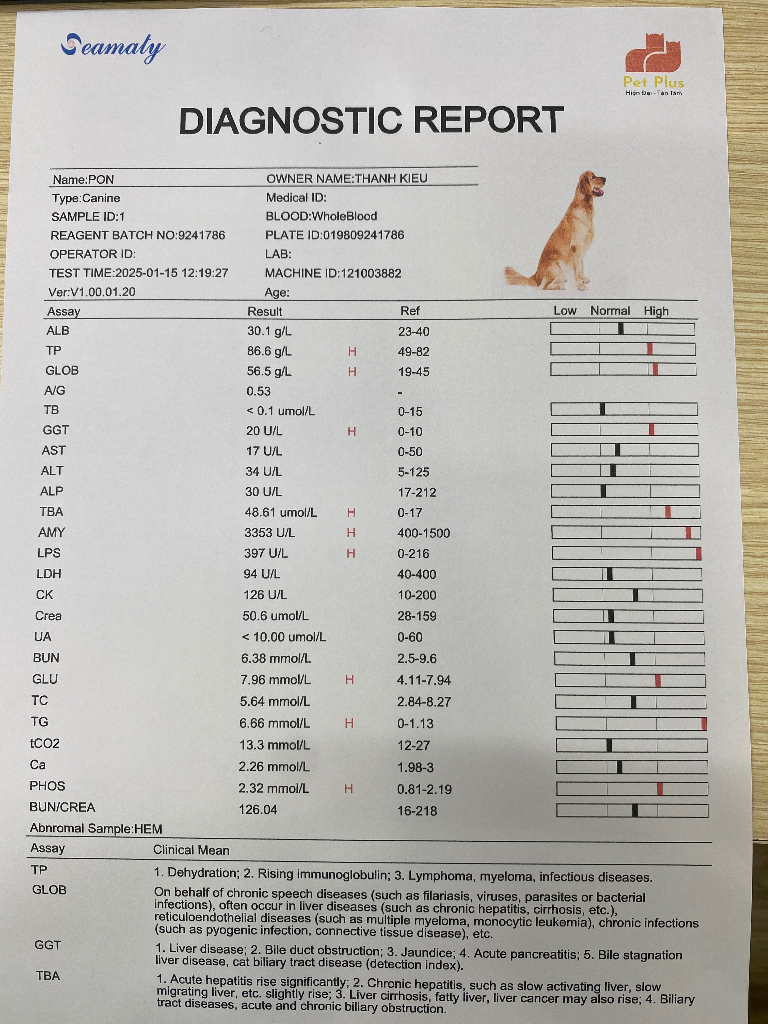 Seamaty
Pet Plus
Hiện Đại - Tận Tâm
DIAGNOSTIC REPORT
Name:PON OWNER NAME:THANH KIEU
Type:Canine Medical ID:
SAMPLE ID:1 BLOOD:WholeBlood
REAGENT BATCH NO:9241786 PLATE ID:019809241786
OPERATOR ID: LAB:
TEST TIME:2025-01-15 12:19:27 MACHINE ID:121003882
Ver:V1.00.01.20 Age:
Assay Result Ref Low Normal High
ALB 30.1 g/L 23-40
TP 86.6 g/L H 49-82
GLOB 56.5 g/L H 19-45
A/G 0.53 -
TB < 0.1 umol/L 0-15
GGT 20 U/L H 0-10
AST 17 U/L 0-50
ALT 34 U/L 5-125
ALP 30 U/L 17-212
TBA 48.61 umol/L H 0-17
AMY 3353 U/L H 400-1500
LPS 397 U/L H 0-216
LDH 94 U/L 40-400
CK 126 U/L 10-200
Crea 50.6 umol/L 28-159
UA < 10.00 umol/L 0-60
BUN 6.38 mmol/L 2.5-9.6
GLU 7.96 mmol/L H 4.11-7.94
TC 5.64 mmol/L 2.84-8.27
TG 6.66 mmol/L H 0-1.13
tCO2 13.3 mmol/L 12-27
Ca 2.26 mmol/L 1.98-3
PHOS 2.32 mmol/L H 0.81-2.19
BUN/CREA 126.04 16-218
Abnromal Sample:HEM
Assay Clinical Mean
TP 1. Dehydration; 2. Rising immunoglobulin; 3. Lymphoma, myeloma, infectious diseases.
GLOB On behalf of chronic speech diseases (such as filariasis, viruses, parasites or bacterial
infections), often occur in liver diseases (such as chronic hepatitis, cirrhosis, etc.),
reticuloendothelial diseases (such as multiple myeloma, monocytic leukemia), chronic infections
(such as pyogenic infection, connective tissue disease), etc.
GGT 1. Liver disease; 2. Bile duct obstruction; 3. Jaundice; 4. Acute pancreatitis; 5. Bile stagnation
liver disease, cat biliary tract disease (detection index).
TBA 1. Acute hepatitis rise significantly; 2. Chronic hepatitis, such as slow activating liver, slow
migrating liver, etc. slightly rise; 3. Liver cirrhosis, fatty liver, liver cancer may also rise; 4. Biliary
tract diseases, acute and chronic biliary obstruction.